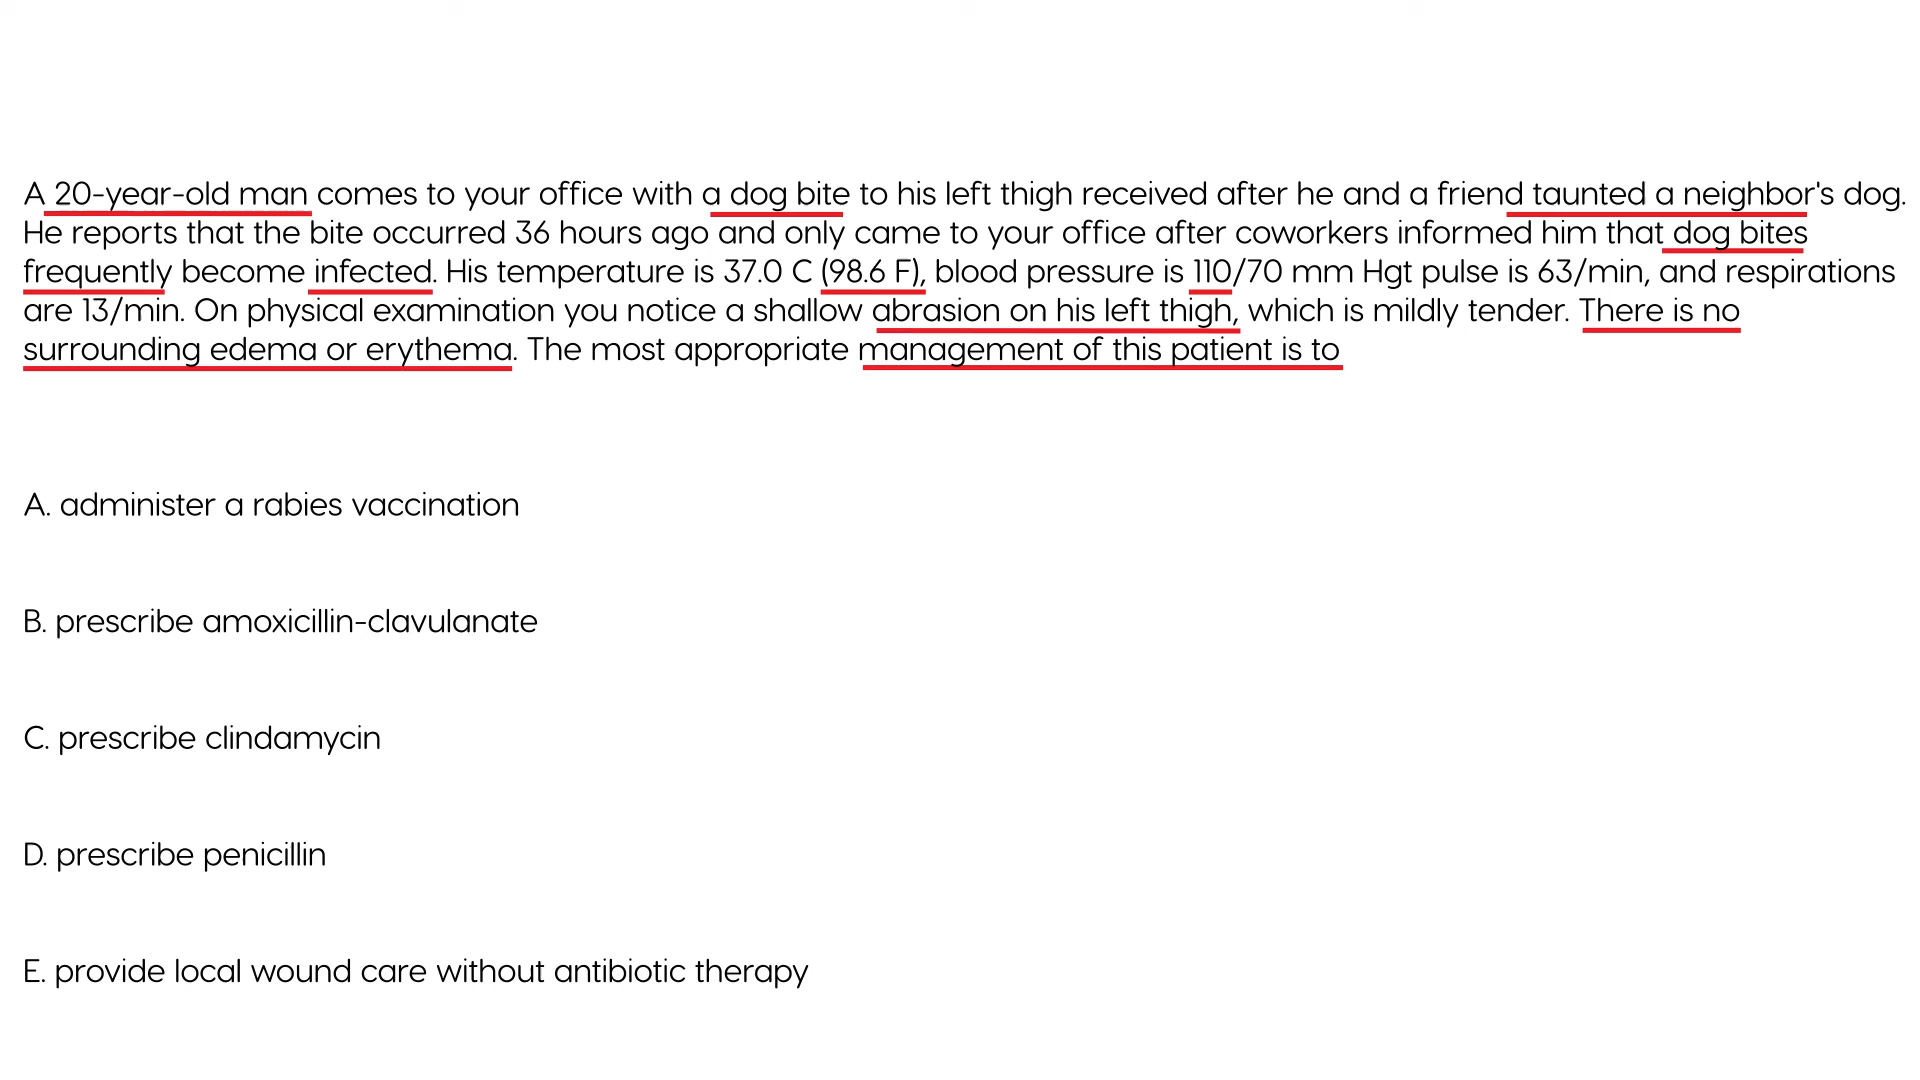 A 20-year-old man comes to your office with a dog bite to his left thigh received after he and a friend taunted a neighbor's dog.
He reports that the bite occurred 36 hours ago and only came to your office after coworkers informed him that dog bites
frequently become infected. His temperature is 37.0 C (98.6 F), blood pressure is 110/70 mm Hgt pulse is 63/min, and respirations
are 13/min. On physical examination you notice a shallow abrasion on his left thigh, which is mildly tender. There is no
surrounding edema or erythema. The most appropriate management of this patient is to
A. administer a rabies vaccination
B. prescribe amoxicillin-clavulanate
C. prescribe clindamycin
D. prescribe penicillin
E. provide local wound care without antibiotic therapy